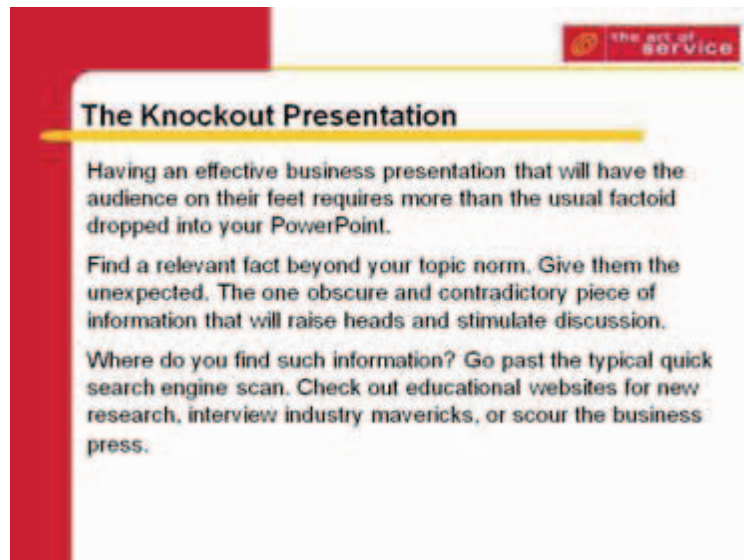 the art of
service
The Knockout Presentation
Having an effective business presentation that will have the
audience on their feet requires more than the usual factoid
dropped into your PowerPoint.
Find a relevant fact beyond your topic norm. Give them the
unexpected. The one obscure and contradictory piece of
information that will raise heads and stimulate discussion.
Where do you find such information? Go past the typical quick
search engine scan. Check out educational websites for new
research, interview industry mavericks, or scour the business
press.